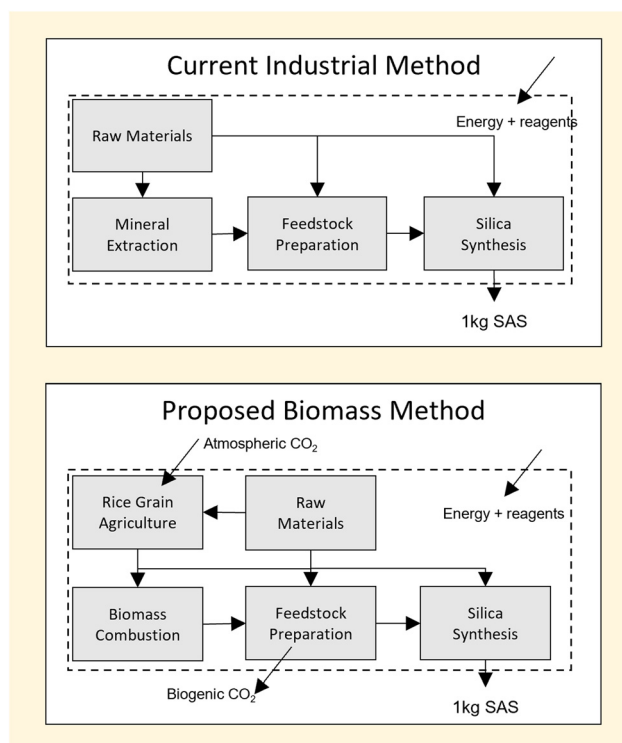 Current Industrial Method
Energy + reagents
Raw Materials
Mineral
Extraction
Feedstock
Preparation
Silica
Synthesis
1kg SAS
Proposed Biomass Method
Atmospheric CO₂
Rice Grain
Agriculture
Raw
Materials
Energy + reagents
Biomass
Combustion
Feedstock
Preparation
Silica
Synthesis
Biogenic CO₂
1kg SAS